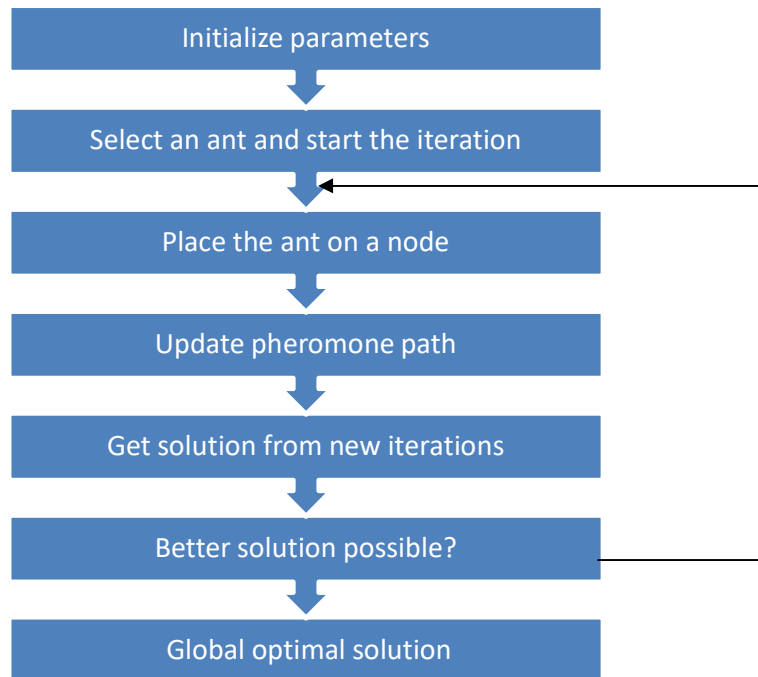 Initialize parameters
Select an ant and start the iteration
Place the ant on a node
Update pheromone path
Get solution from new iterations
Better solution possible?
Global optimal solution